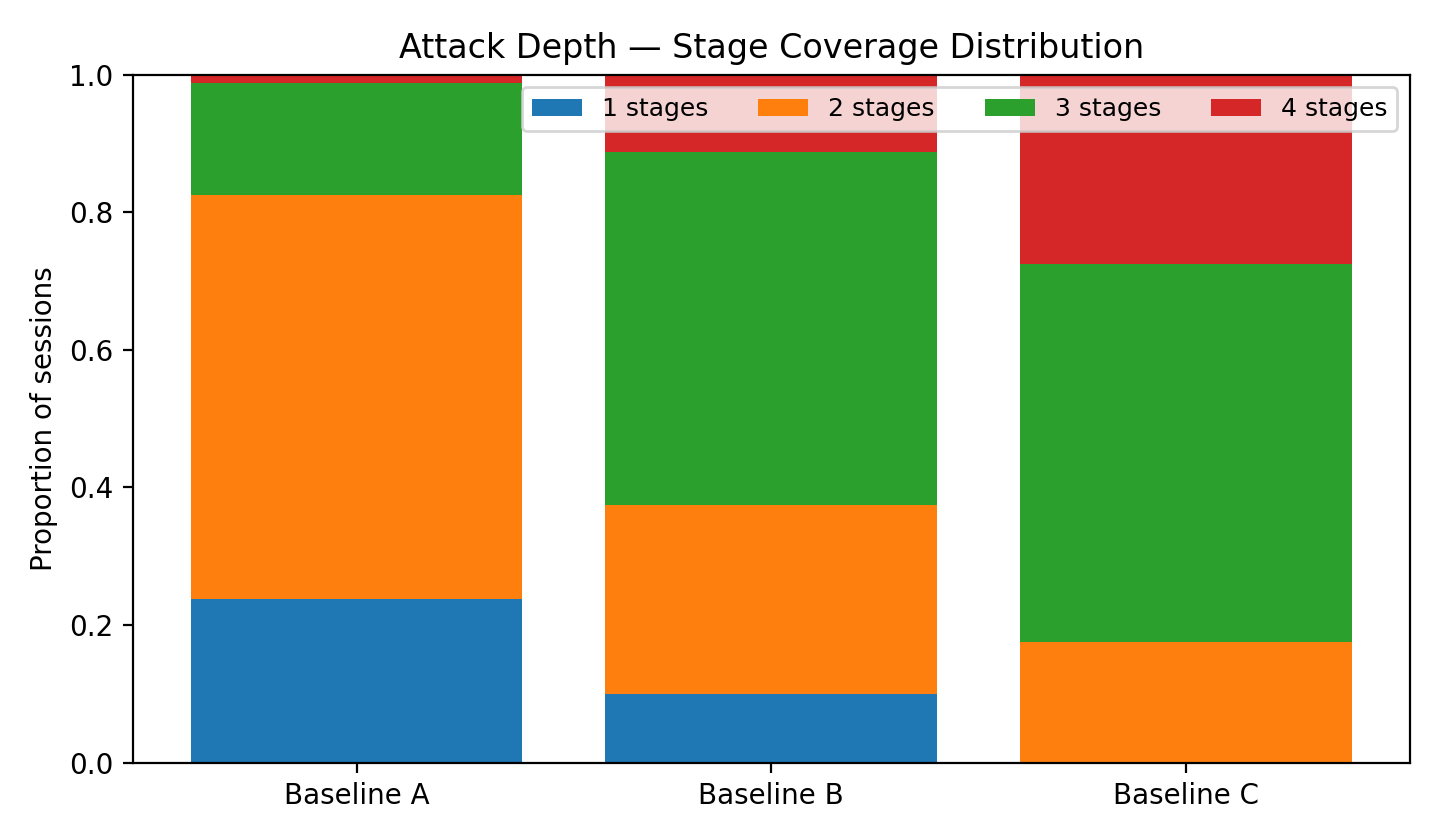 Attack Depth — Stage Coverage Distribution
1.0
0.8
0.6
0.4
0.2
0.0
Proportion of sessions
1 stages 2 stages 3 stages 4 stages
Baseline A Baseline B Baseline C